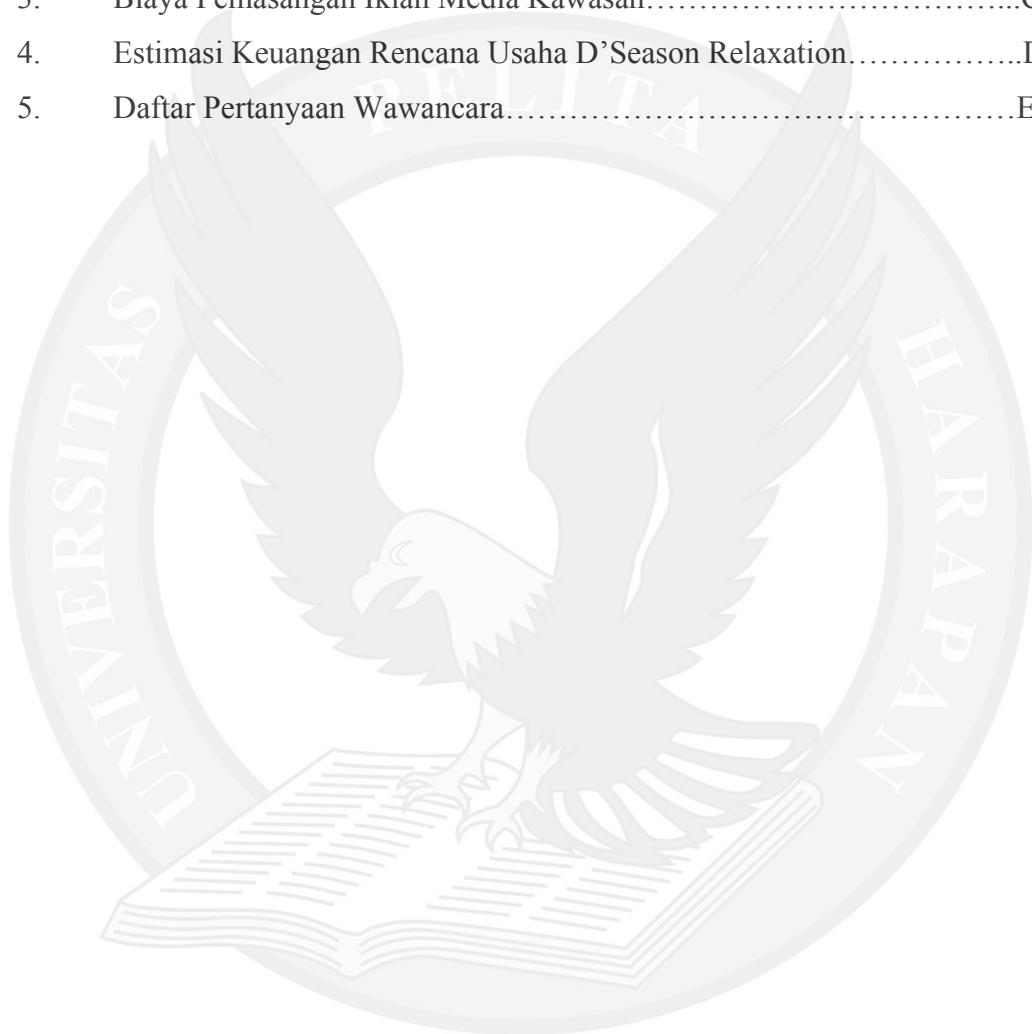 3. Biaya Pemasangan Iklan Media Kawasan…………………………...C
4. Estimasi Keuangan Rencana Usaha D’Season Relaxation……………..D
5. Daftar Pertanyaan Wawancara…………………………………………E
UNIVERSITAS PELITA HARAPAN